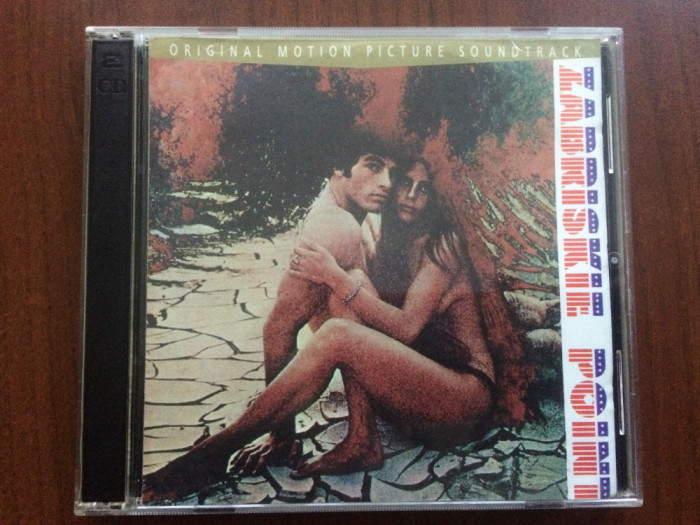 ORIGINAL MOTION PICTURE SOUNDTRACK
ZABRISKIE POINT
2
CD